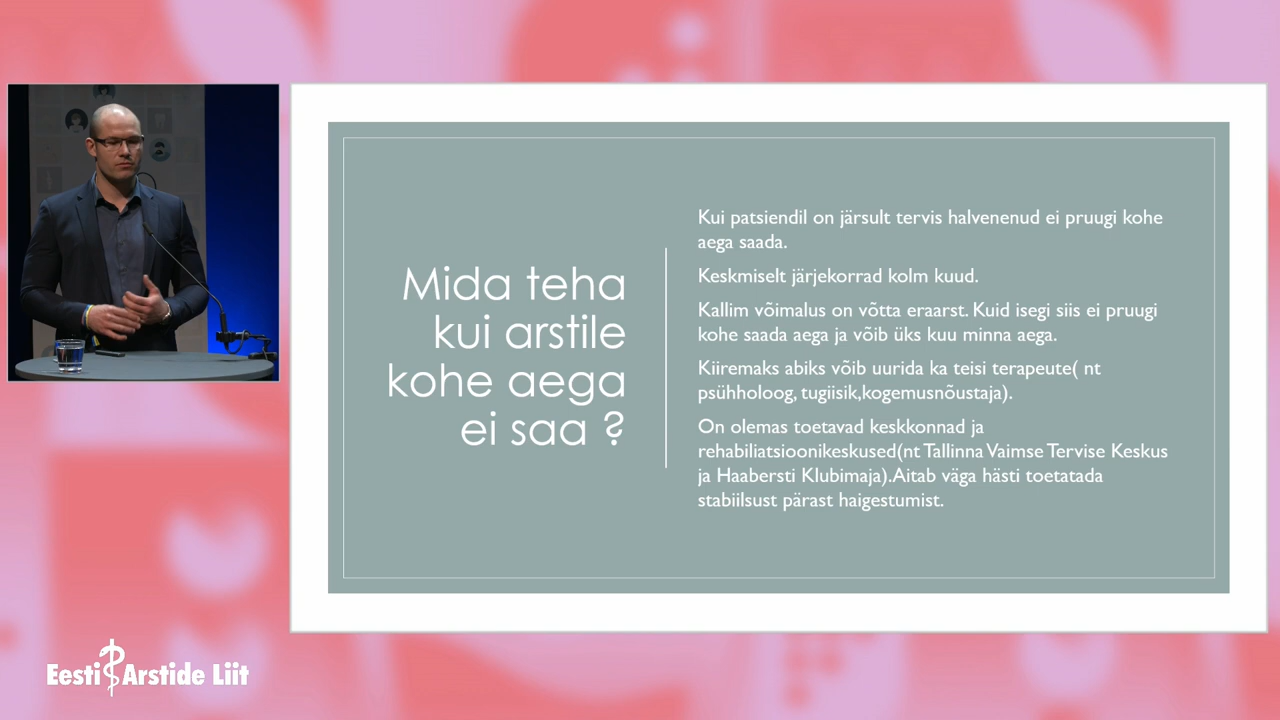 Mida teha
kui arstile
kohe aega
ei saa ?
Kui patsiendil on järsult tervis halvenenud ei pruugi kohe
aega saada.
Keskmiselt järjekorrad kolm kuud.
Kallim võimalus on võtta eraarst. Kuid isegi siis ei pruugi
kohe saada aega ja võib üks kuu minna aega.
Kiiremaks abiks võib uurida ka teisi terapeute( nt
psühholoog, tugiisik,kogemusnõustaja).
On olemas toetavad keskkonnad ja
rehabiliatsioonikeskused(nt Tallinna Vaimse Tervise Keskus
ja Haabersti Klubimaja).Aitab väga hästi toetatada
stabiilsust pärast haigestumist.
Eesti Arstide Liit